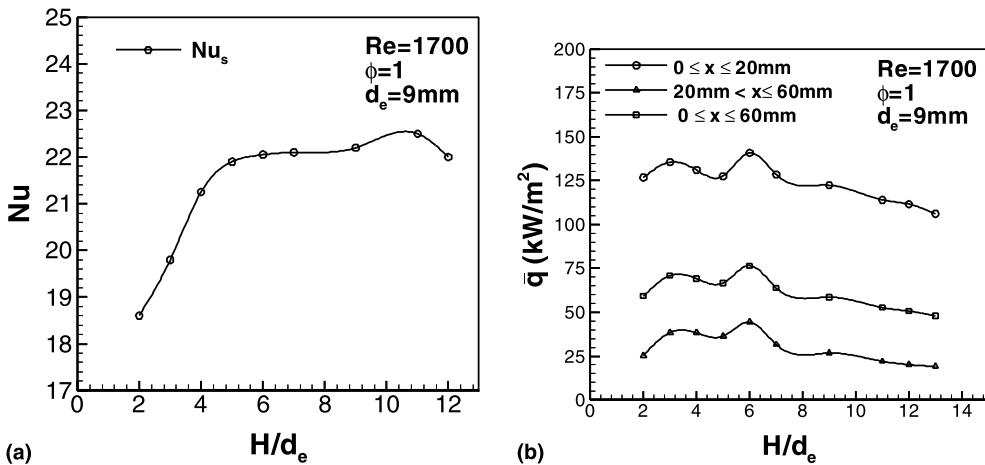 25
24
23
22
21
20
19
18
17
Nu
Nuₛ
Re=1700
ϕ=1
dₑ=9mm
0 2 4 6 8 10 12
H/dₑ
(a)
200
175
150
125
100
75
50
25
0
q̄ (kW/m²)
0 ≤ x ≤ 20mm
20mm < x ≤ 60mm
0 ≤ x ≤ 60mm
Re=1700
ϕ=1
dₑ=9mm
0 2 4 6 8 10 12 14
H/dₑ
(b)